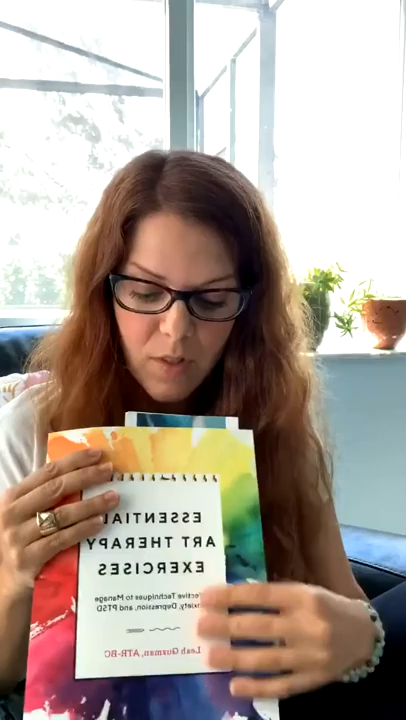 ESSENTIAL
ART THERAPY
EXERCISES
Techniques to Manage
Depression, and PTSD
Leah Guzman, ATR-BC